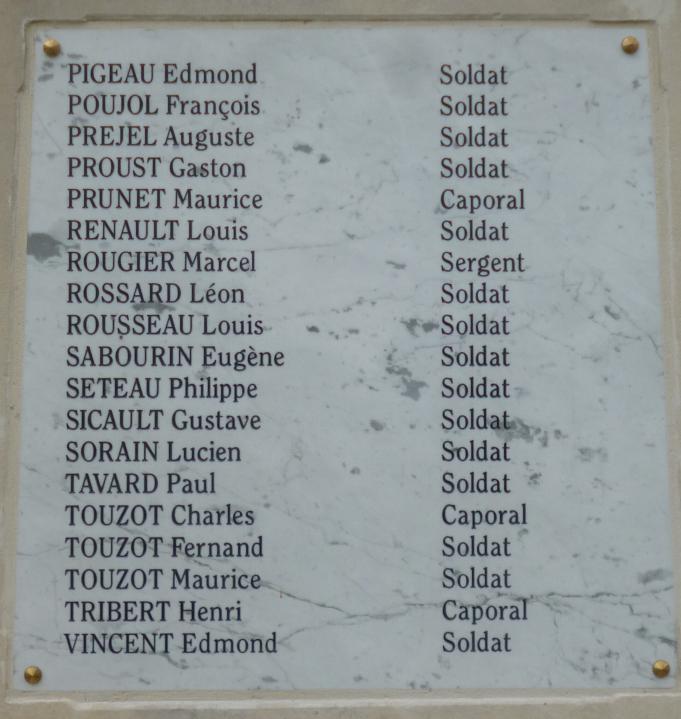 PIGEAU Edmond Soldat
POUJOL François Soldat
PREJEL Auguste Soldat
PROUST Gaston Soldat
PRUNET Maurice Caporal
RENAULT Louis Soldat
ROUGIER Marcel Sergent
ROSSARD Léon Soldat
ROUSSEAU Louis Soldat
SABOURIN Eugène Soldat
SETEAU Philippe Soldat
SICAULT Gustave Soldat
SORAIN Lucien Soldat
TAVARD Paul Soldat
TOUZOT Charles Caporal
TOUZOT Fernand Soldat
TOUZOT Maurice Soldat
TRIBERT Henri Caporal
VINCENT Edmond Soldat